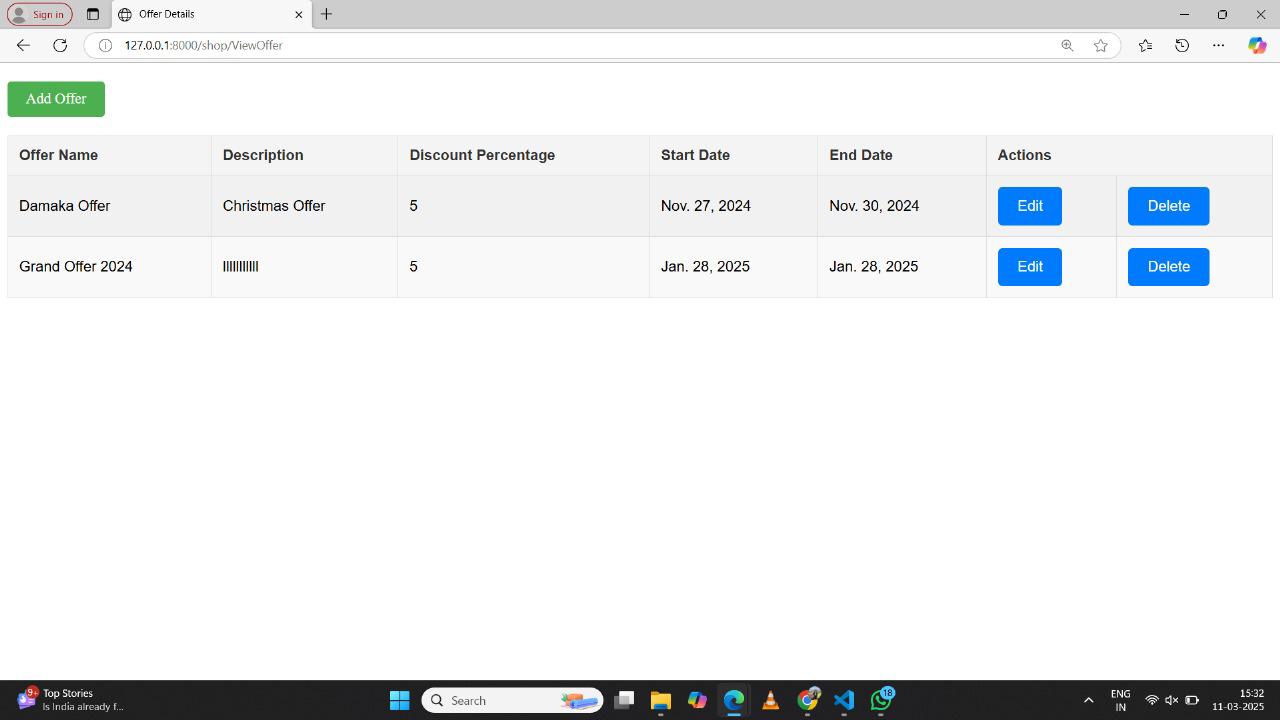 Sign in
Offer Details
127.0.0.1:8000/shop/ViewOffer
Add Offer
Offer Name Description Discount Percentage Start Date End Date Actions
Damaka Offer Christmas Offer 5 Nov. 27, 2024 Nov. 30, 2024 Edit Delete
Grand Offer 2024 llllllllllll 5 Jan. 28, 2025 Jan. 28, 2025 Edit Delete
9+ Top Stories
Is India already f...
Search
18
ENG
IN
15:32
11-03-2025